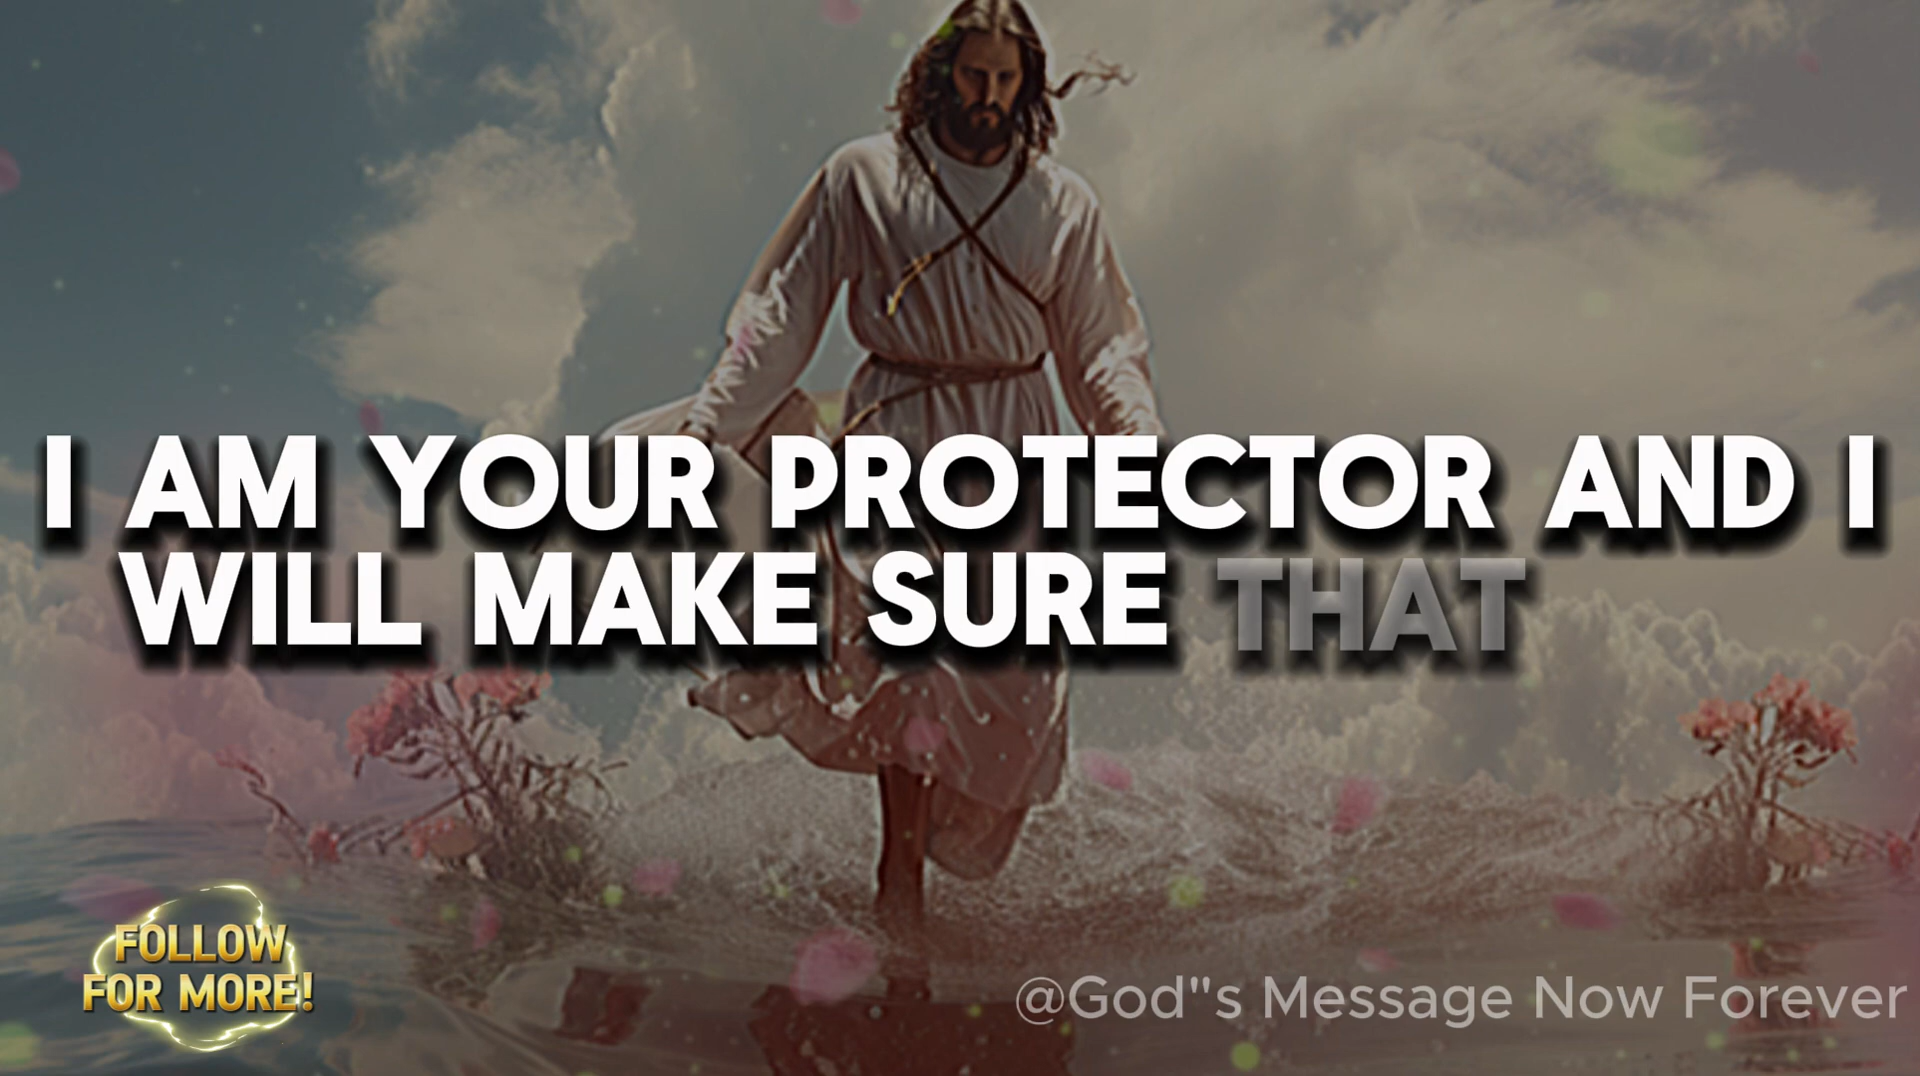 I AM YOUR PROTECTOR AND I
WILL MAKE SURE THAT
FOLLOW
FOR MORE!
@God"s Message Now Forever